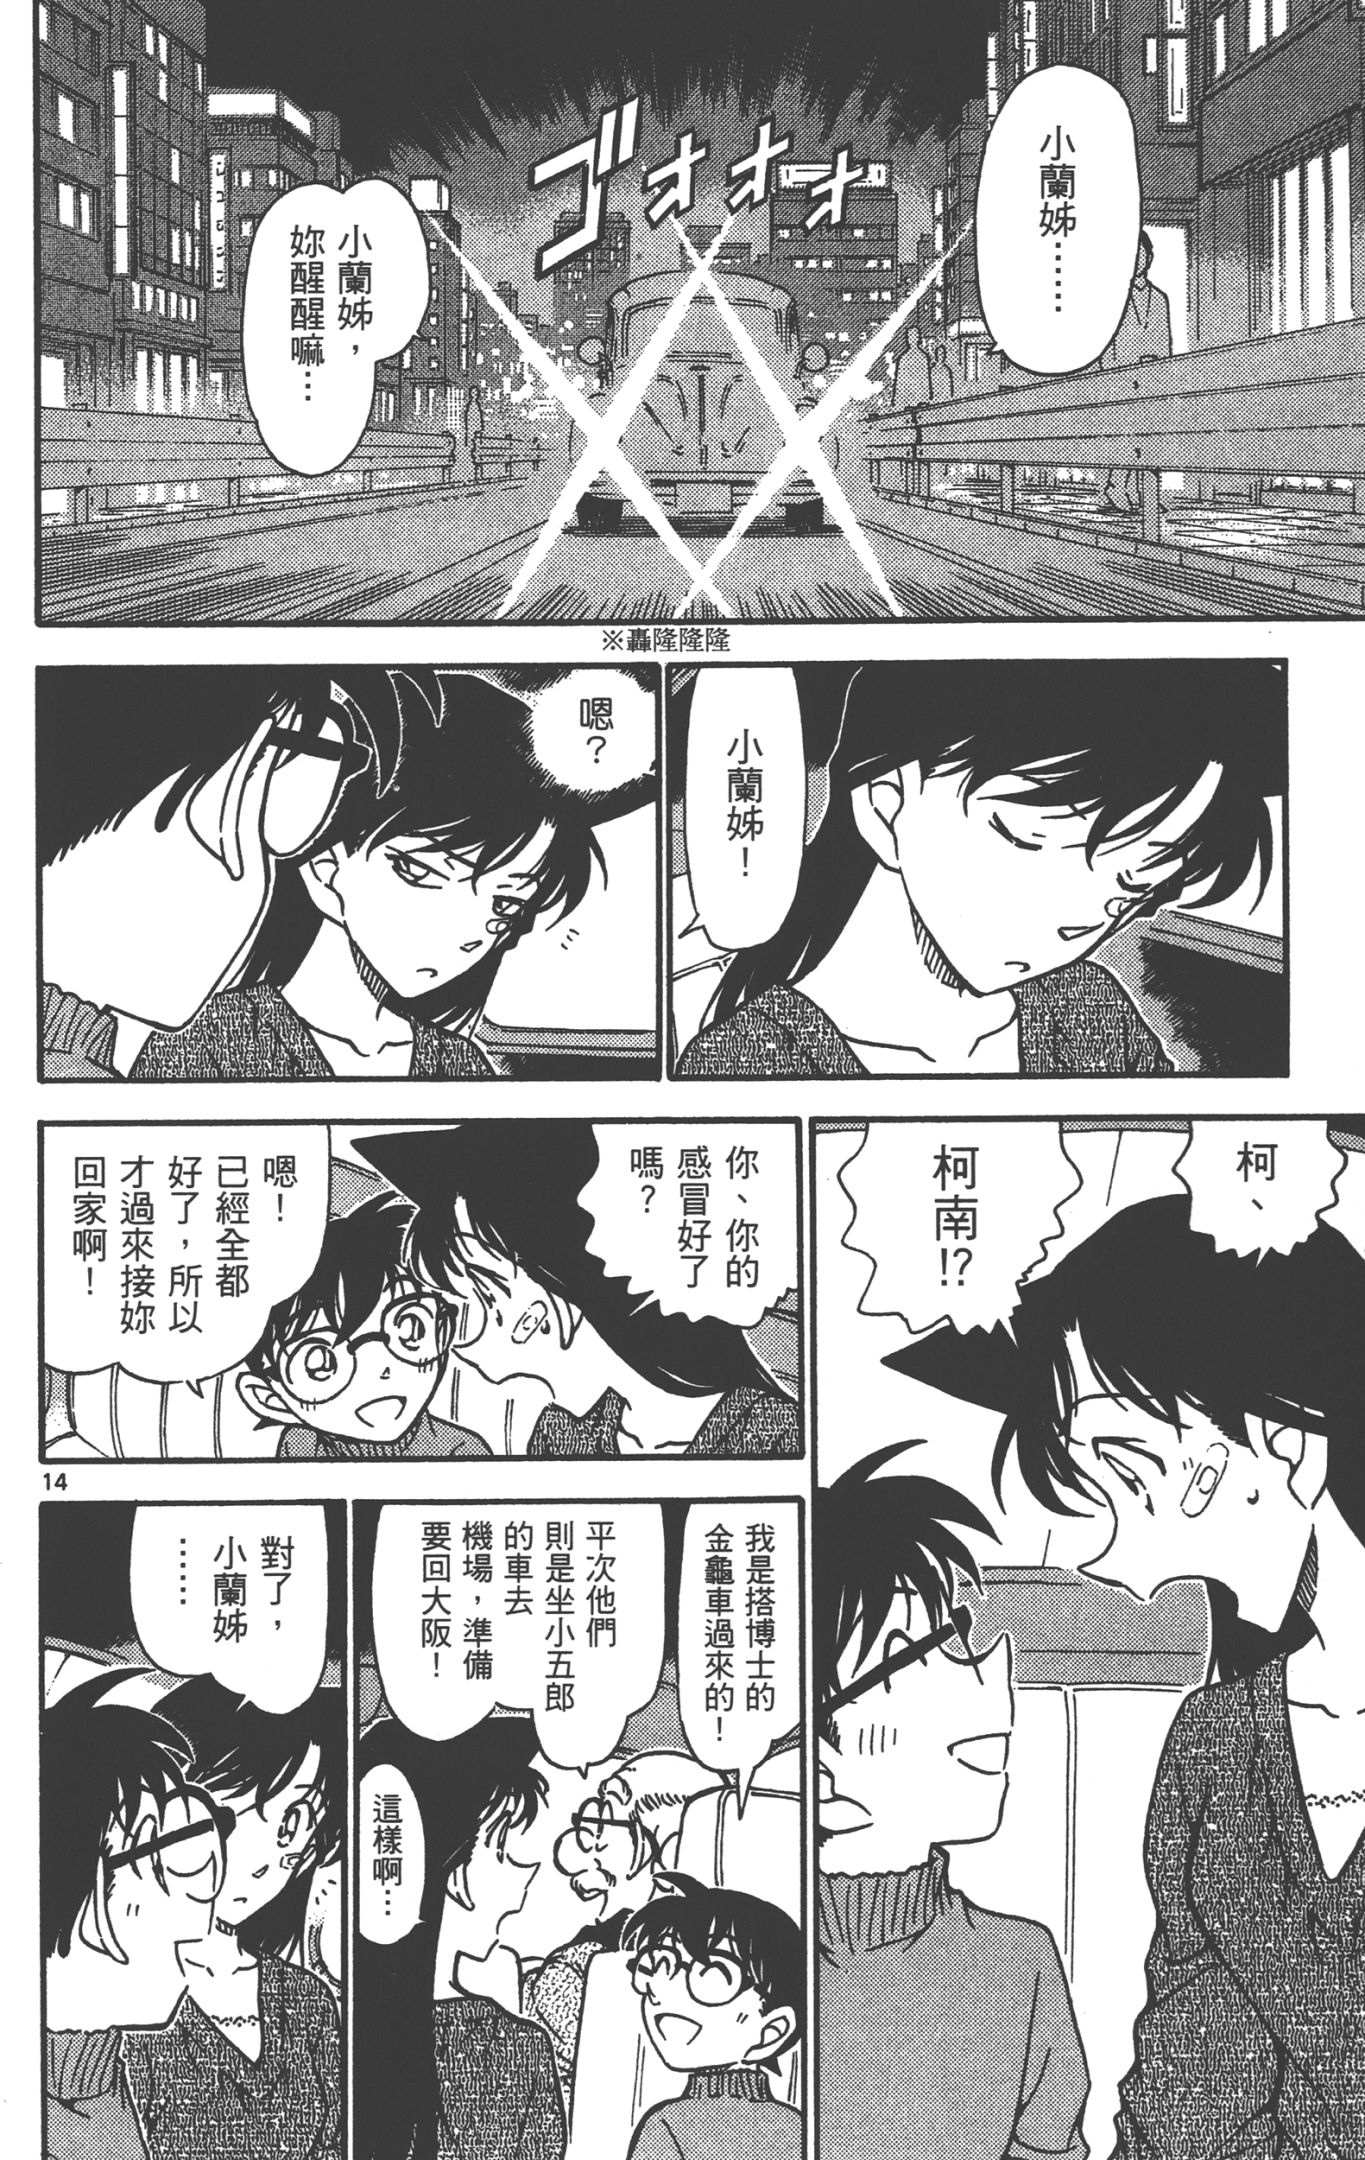 小蘭姊……
ゴォォォ
小蘭姊，
妳醒醒嘛…
※轟隆隆隆
小蘭姊！
嗯？
柯、
柯南!?
你、你的
感冒好了
嗎？
嗯！
已經全都
好了，所以
才過來接妳
回家啊！
14
我是搭博士的
金龜車過來的！
平次他們
則是坐小五郎
的車去
機場，準備
要回大阪！
這樣啊…
對了，
小蘭姊
……